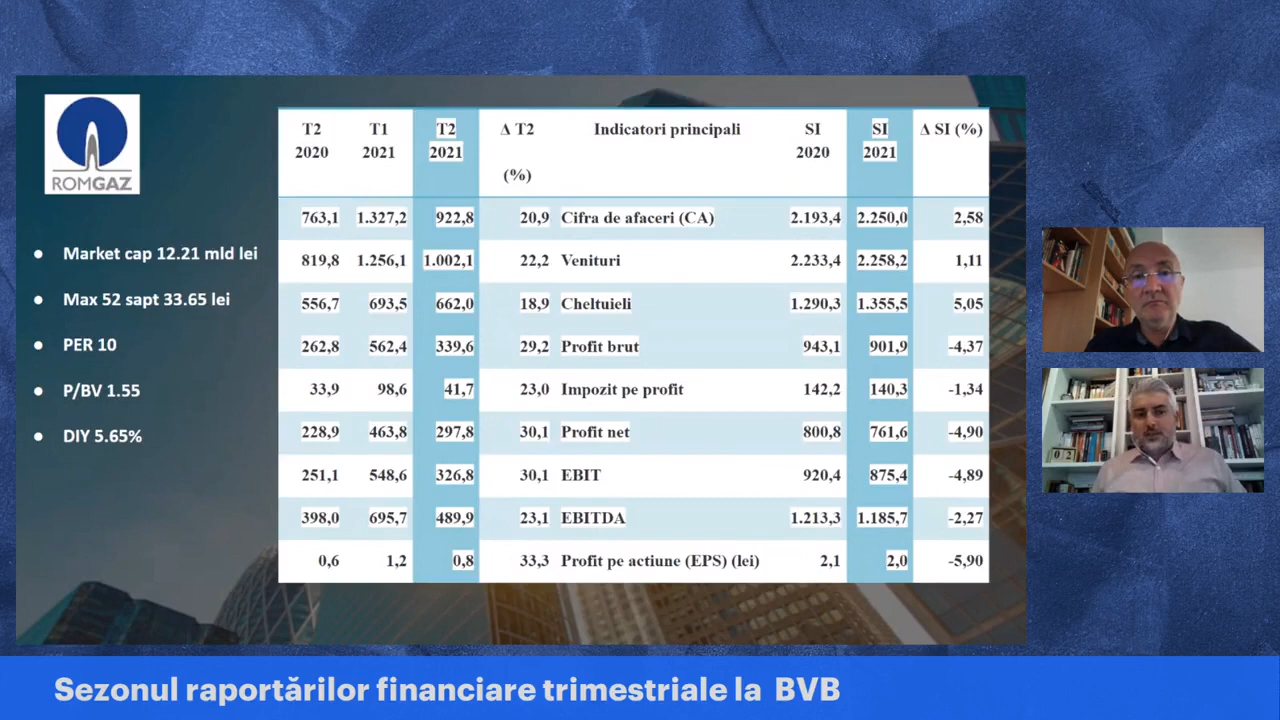 ROMGAZ
Market cap 12.21 mld lei
Max 52 sapt 33.65 lei
PER 10
P/BV 1.55
DIY 5.65%
T2 2020 T1 2021 T2 2021 Δ T2 (%) Indicatori principali SI 2020 SI 2021 Δ SI (%)
763,1 1.327,2 922,8 20,9 Cifra de afaceri (CA) 2.193,4 2.250,0 2,58
819,8 1.256,1 1.002,1 22,2 Venituri 2.233,4 2.258,2 1,11
556,7 693,5 662,0 18,9 Cheltuieli 1.290,3 1.355,5 5,05
262,8 562,4 339,6 29,2 Profit brut 943,1 901,9 -4,37
33,9 98,6 41,7 23,0 Impozit pe profit 142,2 140,3 -1,34
228,9 463,8 297,8 30,1 Profit net 800,8 761,6 -4,90
251,1 548,6 326,8 30,1 EBIT 920,4 875,4 -4,89
398,0 695,7 489,9 23,1 EBITDA 1.213,3 1.185,7 -2,27
0,6 1,2 0,8 33,3 Profit pe actiune (EPS) (lei) 2,1 2,0 -5,90
Sezonul raportărilor financiare trimestriale la BVB